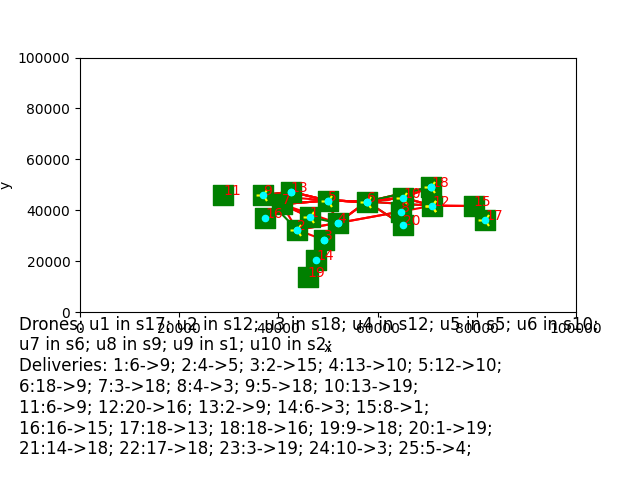 100000
80000
60000
40000
20000
0
y
11
18
15
17
14
19
0
20000
40000
60000
80000
100000
x
Drones: u1 in s17; u2 in s12; u3 in s18; u4 in s12; u5 in s5; u6 in s10;
u7 in s6; u8 in s9; u9 in s1; u10 in s2;
Deliveries: 1:6->9; 2:4->5; 3:2->15; 4:13->10; 5:12->10;
6:18->9; 7:3->18; 8:4->3; 9:5->18; 10:13->19;
11:6->9; 12:20->16; 13:2->9; 14:6->3; 15:8->1;
16:16->15; 17:18->13; 18:18->16; 19:9->18; 20:1->19;
21:14->18; 22:17->18; 23:3->19; 24:10->3; 25:5->4;